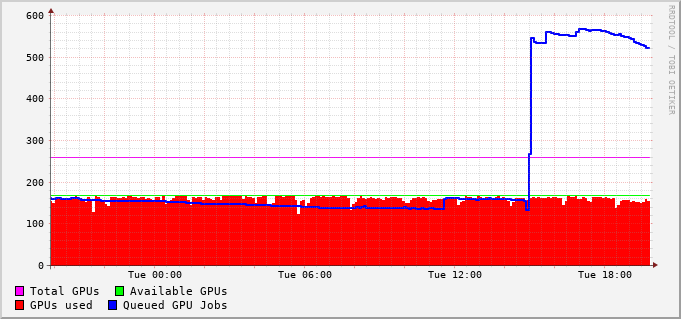 600
500
400
300
200
100
0
Tue 00:00 Tue 06:00 Tue 12:00 Tue 18:00
Total GPUs Available GPUs
GPUs used Queued GPU Jobs
RRDTOOL / TOBI OETIKER